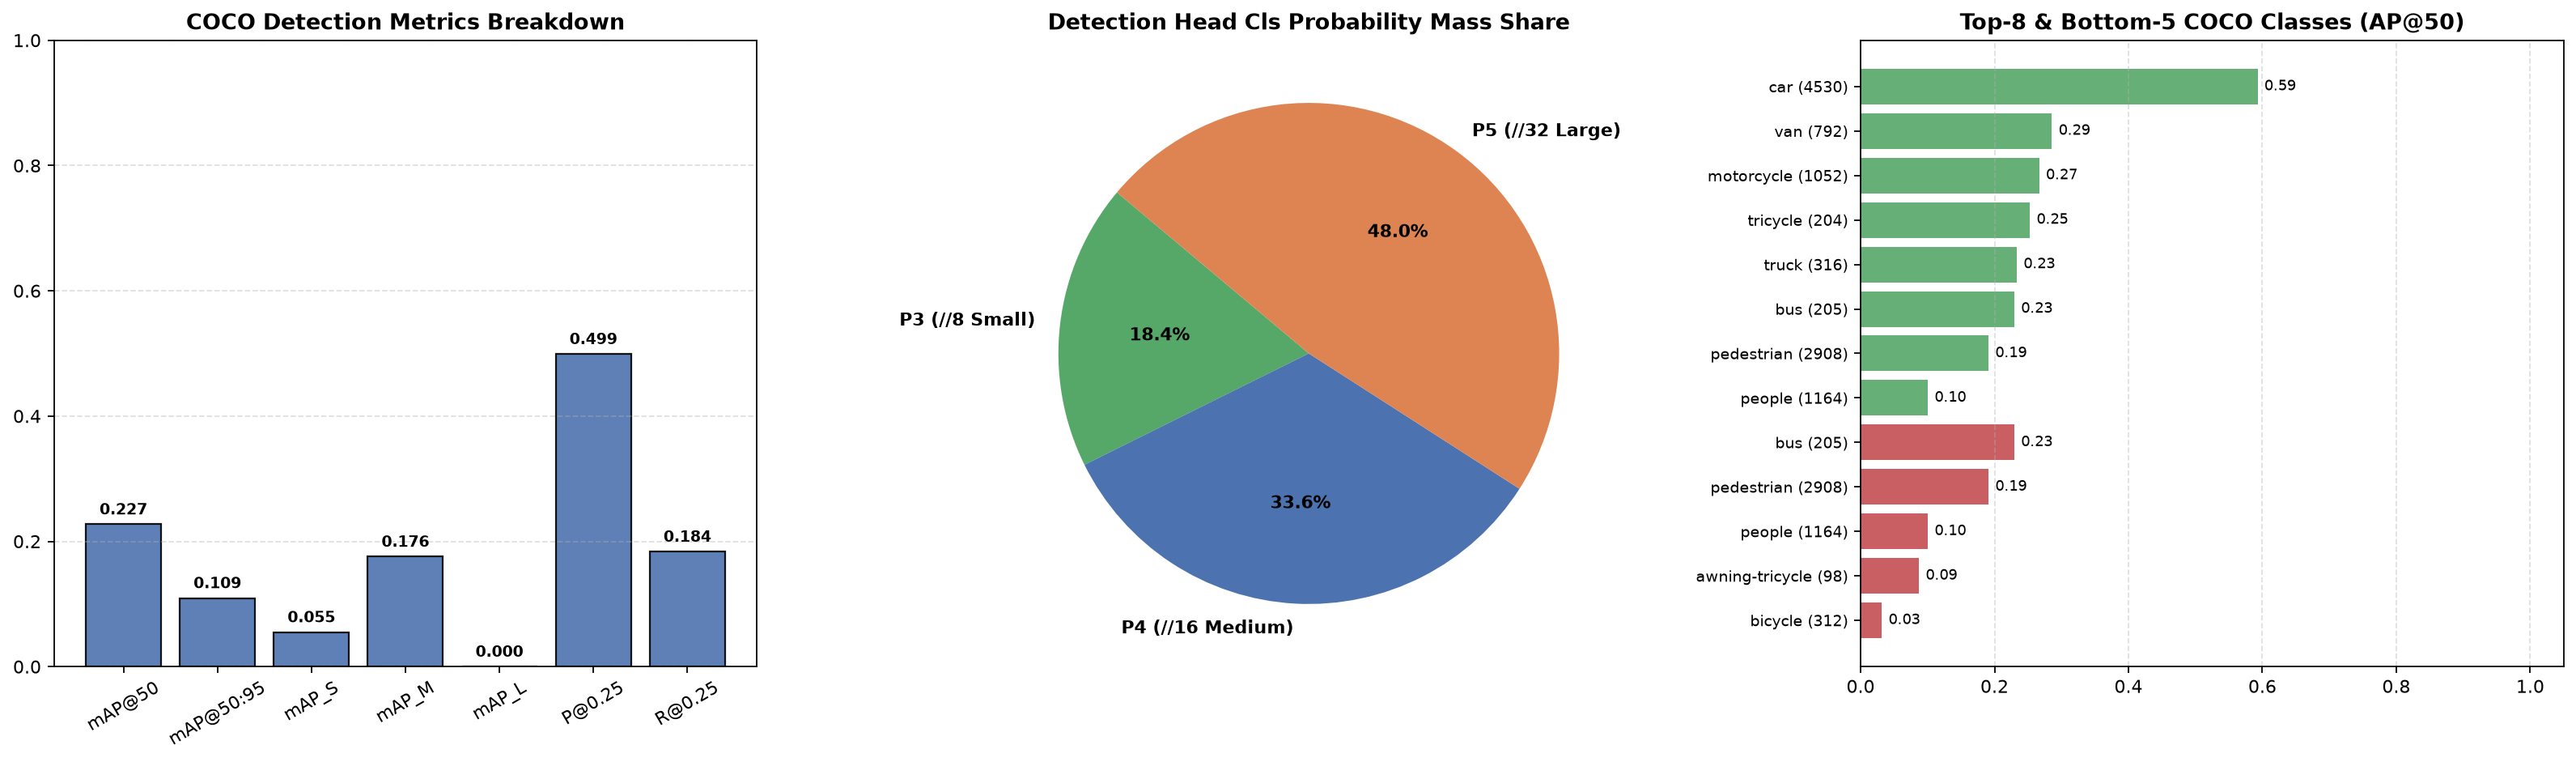 COCO Detection Metrics Breakdown
1.0
0.8
0.6
0.4
0.2
0.0
0.227
0.109
0.055
0.176
0.000
0.499
0.184
mAP@50
mAP@50:95
mAP_S
mAP_M
mAP_L
P@0.25
R@0.25
Detection Head Cls Probability Mass Share
P5 (//32 Large)
48.0%
P3 (//8 Small)
18.4%
33.6%
P4 (//16 Medium)
Top-8 & Bottom-5 COCO Classes (AP@50)
car (4530) 0.59
van (792) 0.29
motorcycle (1052) 0.27
tricycle (204) 0.25
truck (316) 0.23
bus (205) 0.23
pedestrian (2908) 0.19
people (1164) 0.10
bus (205) 0.23
pedestrian (2908) 0.19
people (1164) 0.10
awning-tricycle (98) 0.09
bicycle (312) 0.03
0.0 0.2 0.4 0.6 0.8 1.0